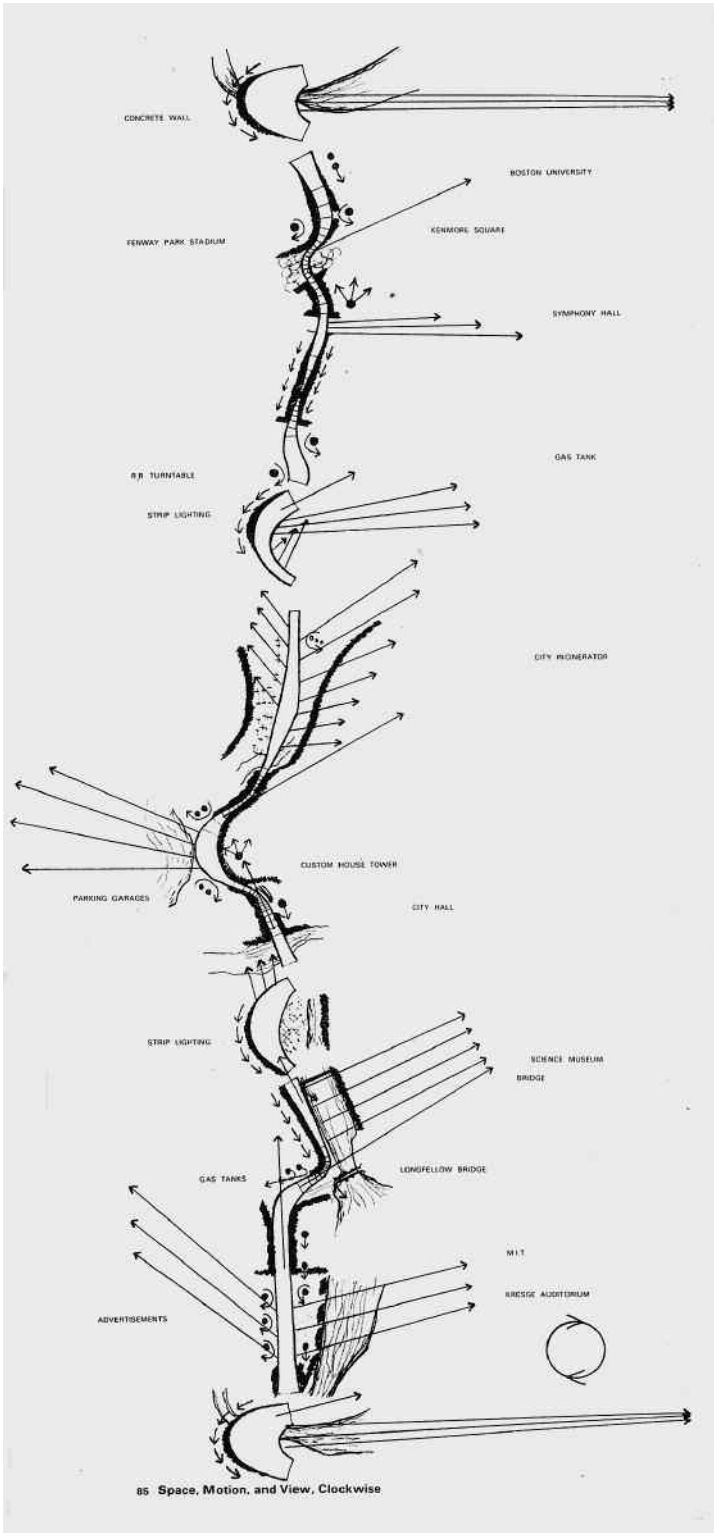 CONCRETE WALL
BOSTON UNIVERSITY
KENMORE SQUARE
FENWAY PARK STADIUM
SYMPHONY HALL
GAS TANK
R/R TURNTABLE
STRIP LIGHTING
CITY INCINERATOR
CUSTOM HOUSE TOWER
PARKING GARAGES
CITY HALL
STRIP LIGHTING
SCIENCE MUSEUM
BRIDGE
LONGFELLOW BRIDGE
GAS TANKS
M I T
KRESGE AUDITORIUM
ADVERTISEMENTS
85 Space, Motion, and View, Clockwise